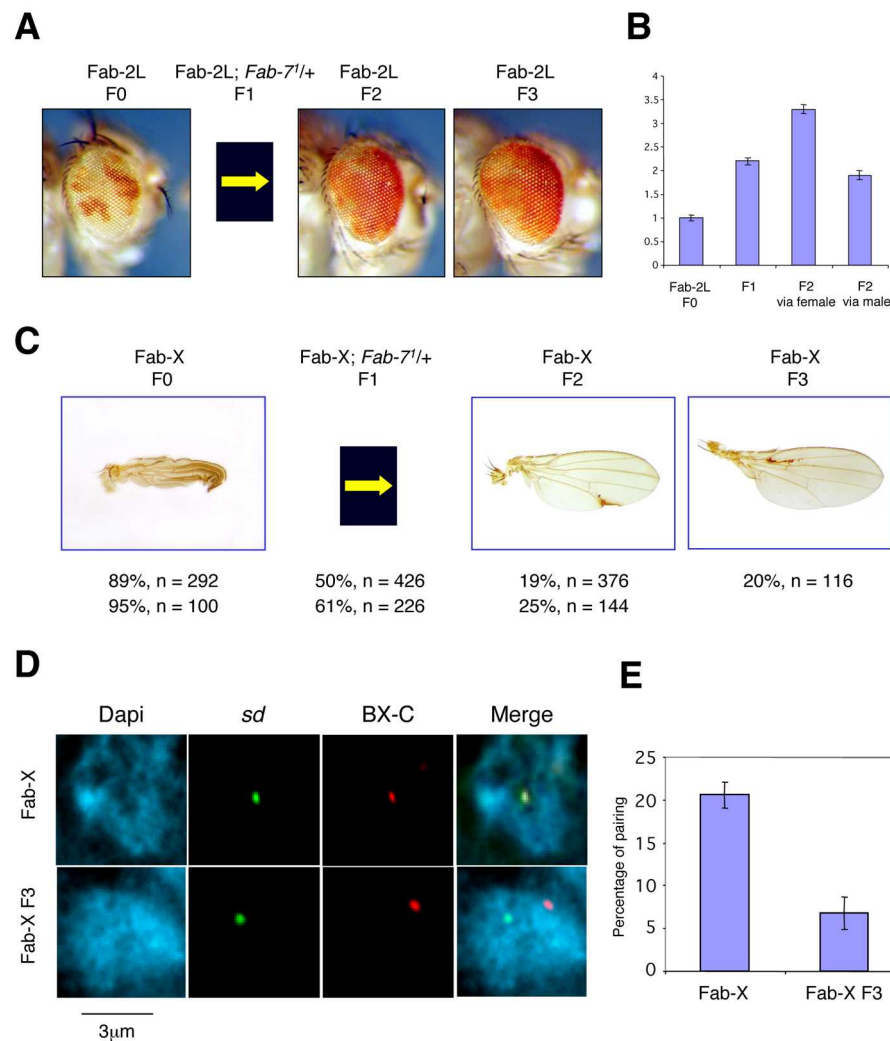 A
Fab-2L
F0
Fab-2L; Fab-7¹/+
F1
Fab-2L
F2
Fab-2L
F3
B
4
3.5
3
2.5
2
1.5
1
0.5
0
Fab-2L
F0
F1
F2
via female
F2
via male
C
Fab-X
F0
Fab-X; Fab-7¹/+
F1
Fab-X
F2
Fab-X
F3
89%, n = 292
95%, n = 100
50%, n = 426
61%, n = 226
19%, n = 376
25%, n = 144
20%, n = 116
D
Dapi
sd
BX-C
Merge
Fab-X
Fab-X F3
3μm
E
Percentage of pairing
25
20
15
10
5
0
Fab-X
Fab-X F3